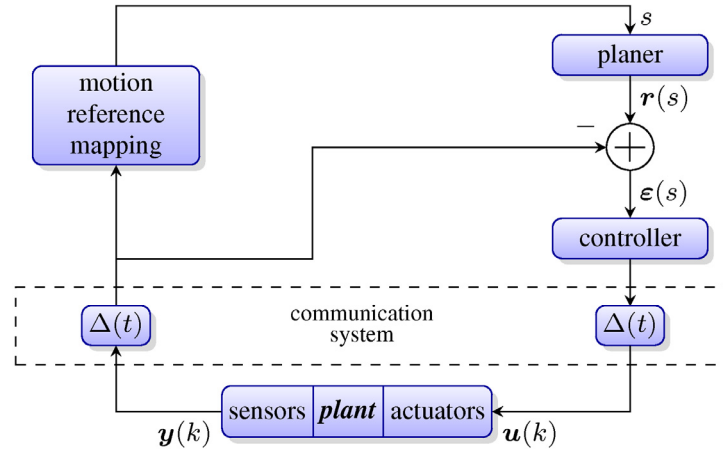 s
planer
motion
reference
mapping
r(s)
−
+
ε(s)
controller
Δ(t)
communication
system
Δ(t)
sensors plant actuators
y(k)
u(k)